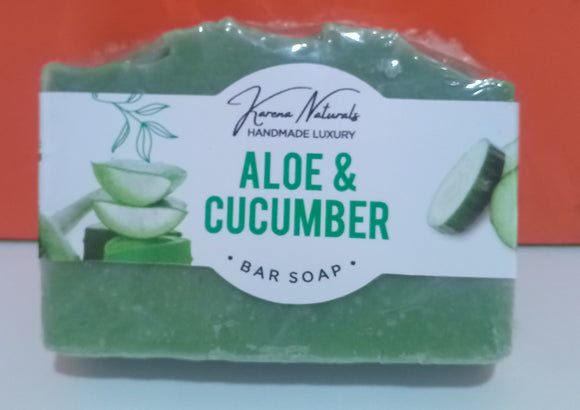 Karena Naturals
HANDMADE LUXURY
ALOE &
CUCUMBER
• BAR SOAP •